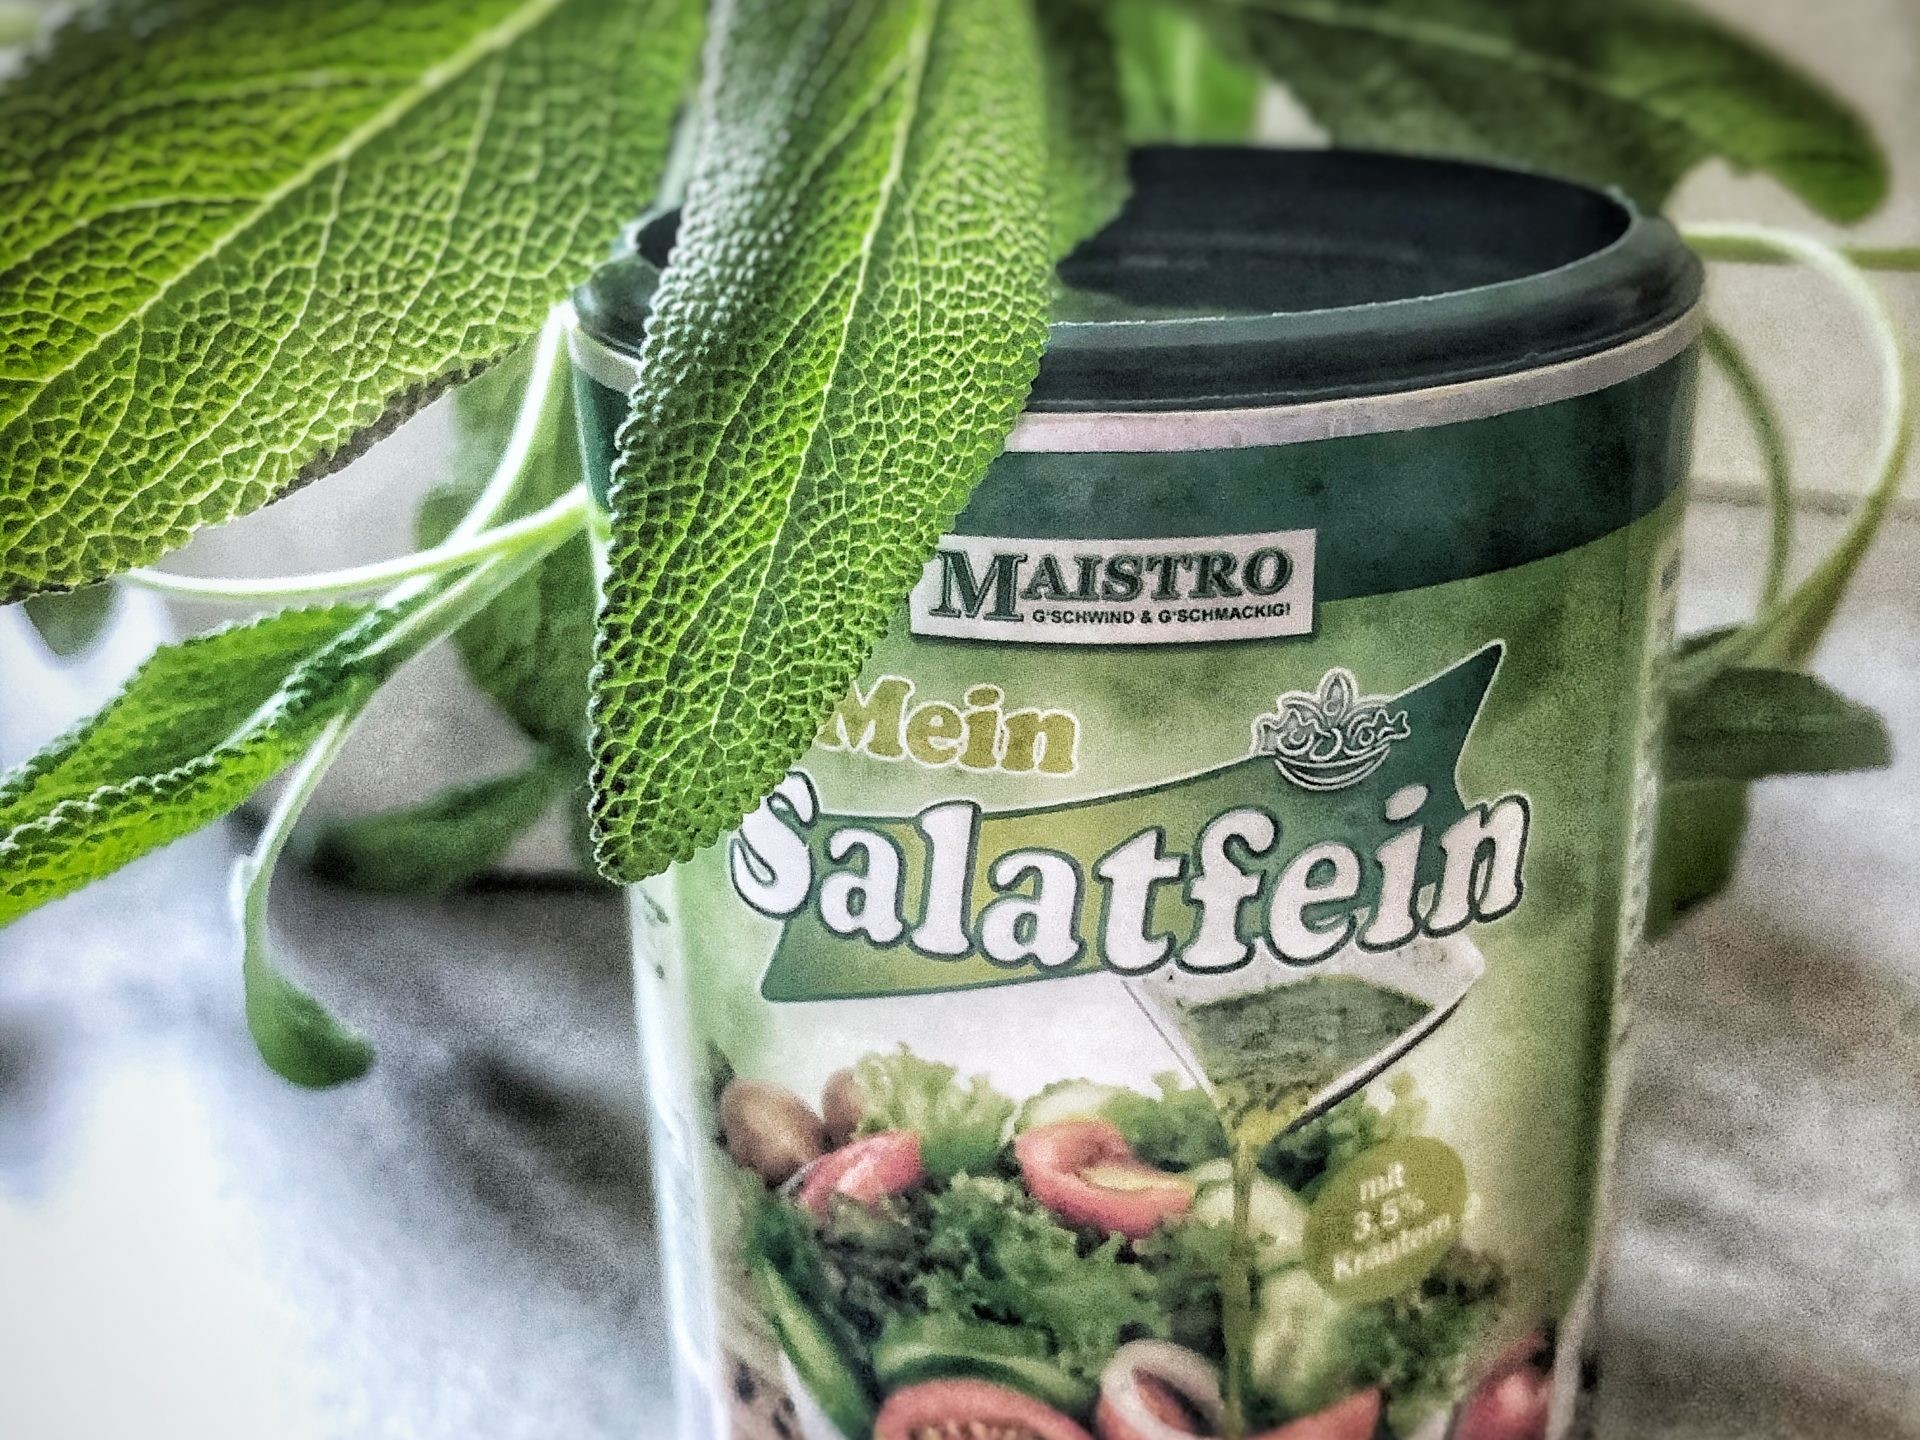 MAISTRO
G'SCHWIND & G'SCHMACKIG!
Mein
Salatfein
mit
3,5%
Kräutern